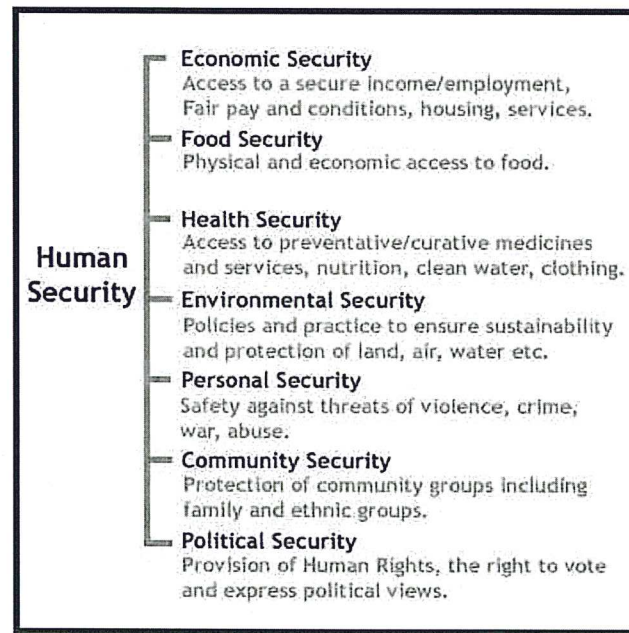 Economic Security
Access to a secure income/employment,
Fair pay and conditions, housing, services.
Food Security
Physical and economic access to food.
Health Security
Access to preventative/curative medicines
and services, nutrition, clean water, clothing.
Human
Security
Environmental Security
Policies and practice to ensure sustainability
and protection of land, air, water etc.
Personal Security
Safety against threats of violence, crime,
war, abuse.
Community Security
Protection of community groups including
family and ethnic groups.
Political Security
Provision of Human Rights, the right to vote
and express political views.